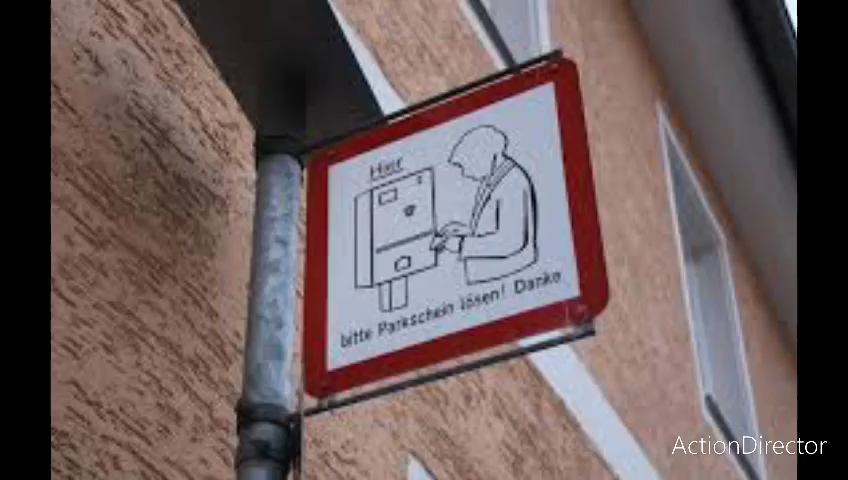 Hier
bitte Parkschein lösen! Danke
ActionDirector